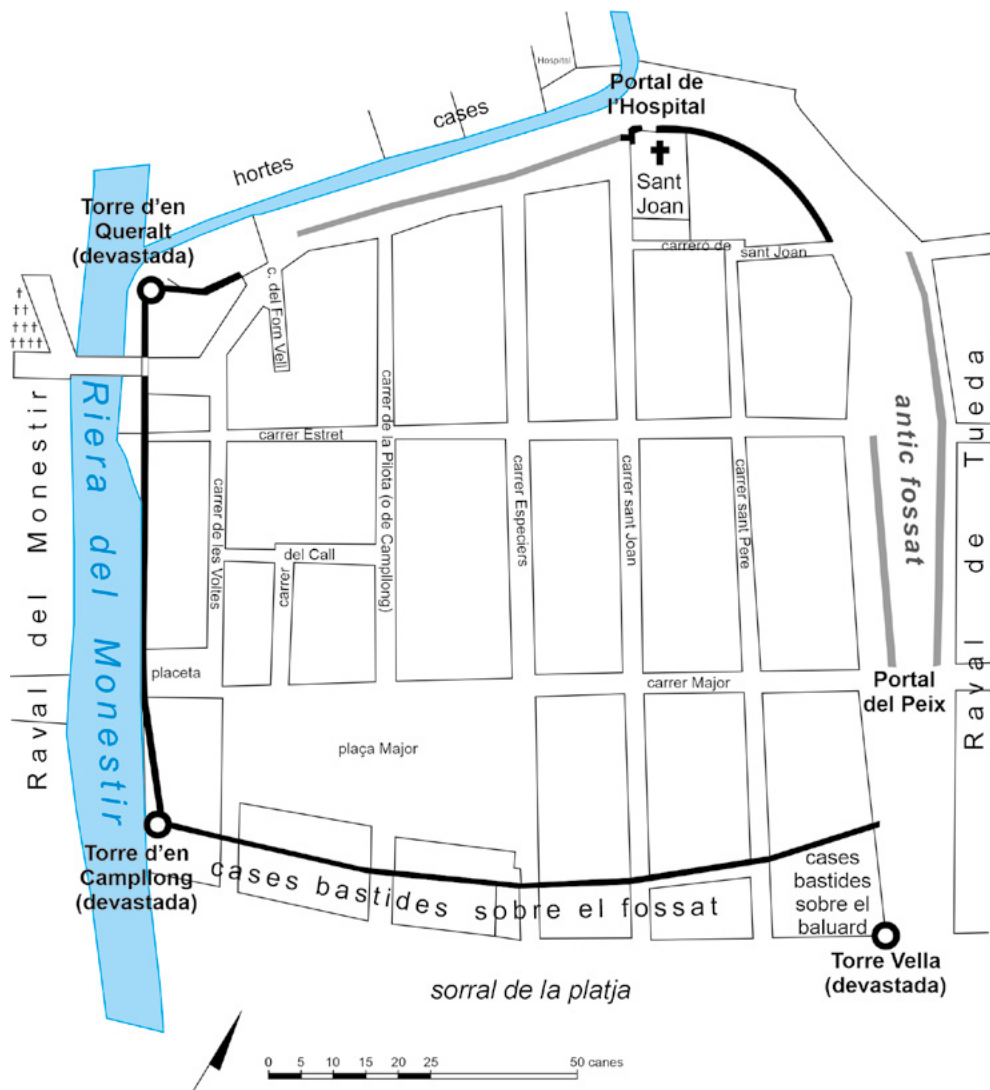 Hospital
Portal de
l'Hospital
cases
hortes
Sant
Joan
Torre d'en
Queralt
(devastada)
carreró de
sant Joan
c. del Forn Vell
Raval del Monestir
Riera del Monestir
carrer Estret
carrer de la Pilota (o de Campllong)
carrer de les Voltes
carrer Especiers
carrer sant Joan
carrer sant Pere
antic fossat
Raval de Tueda
del Call
carrer
placeta
carrer Major
Portal
del Peix
plaça Major
Torre d'en
Campllong
(devastada)
cases bastides sobre el fossat
cases
bastides
sobre el
baluard
Torre Vella
(devastada)
sorral de la platja
0 5 10 15 20 25 50 canes